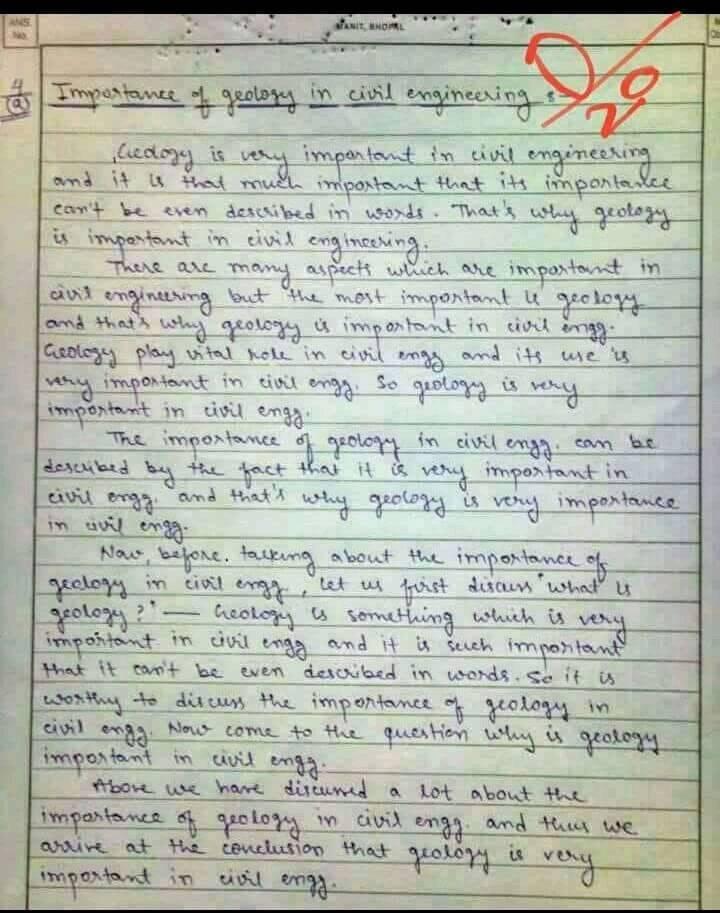 ANS. No.
MANIT, BHOPAL
0/20
4
(a)
Importance of geology in civil engineering :-
Geology is very important in civil engineering
and it is that much important that its importance
can't be even described in words. That's why geology
is important in civil engineering.
There are many aspects which are important in
civil engineering but the most important is geology
and that's why geology is important in civil engg.
Geology play vital role in civil engg and its use is
very important in civil engg. So geology is very
important in civil engg.
The importance of geology in civil engg. can be
described by the fact that it is very important in
civil engg. and that's why geology is very importance
in civil engg.
Now, before. talking about the importance of
geology in civil engg, let us first discuss "what is
geology?" — Geology is something which is very
important in civil engg and it is such important
that it can't be even described in words. So it is
worthy to discuss the importance of geology in
civil engg. Now come to the question why is geology
important in civil engg.
Above we have discussed a lot about the
importance of geology in civil engg. and thus we
arrive at the conclusion that geology is very
important in civil engg.